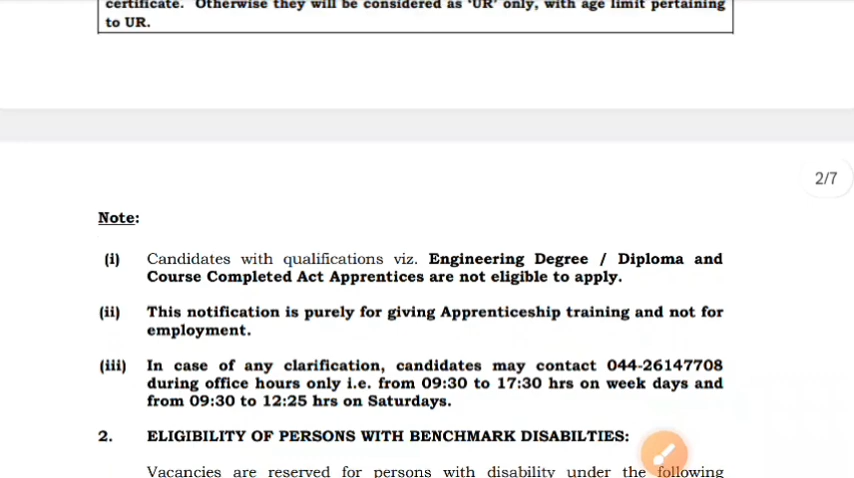 certificate. Otherwise they will be considered as 'UR' only, with age limit pertaining
to UR.
2/7
Note:
(i) Candidates with qualifications viz. Engineering Degree / Diploma and
Course Completed Act Apprentices are not eligible to apply.
(ii) This notification is purely for giving Apprenticeship training and not for
employment.
(iii) In case of any clarification, candidates may contact 044-26147708
during office hours only i.e. from 09:30 to 17:30 hrs on week days and
from 09:30 to 12:25 hrs on Saturdays.
2. ELIGIBILITY OF PERSONS WITH BENCHMARK DISABILTIES:
Vacancies are reserved for persons with disability under the following